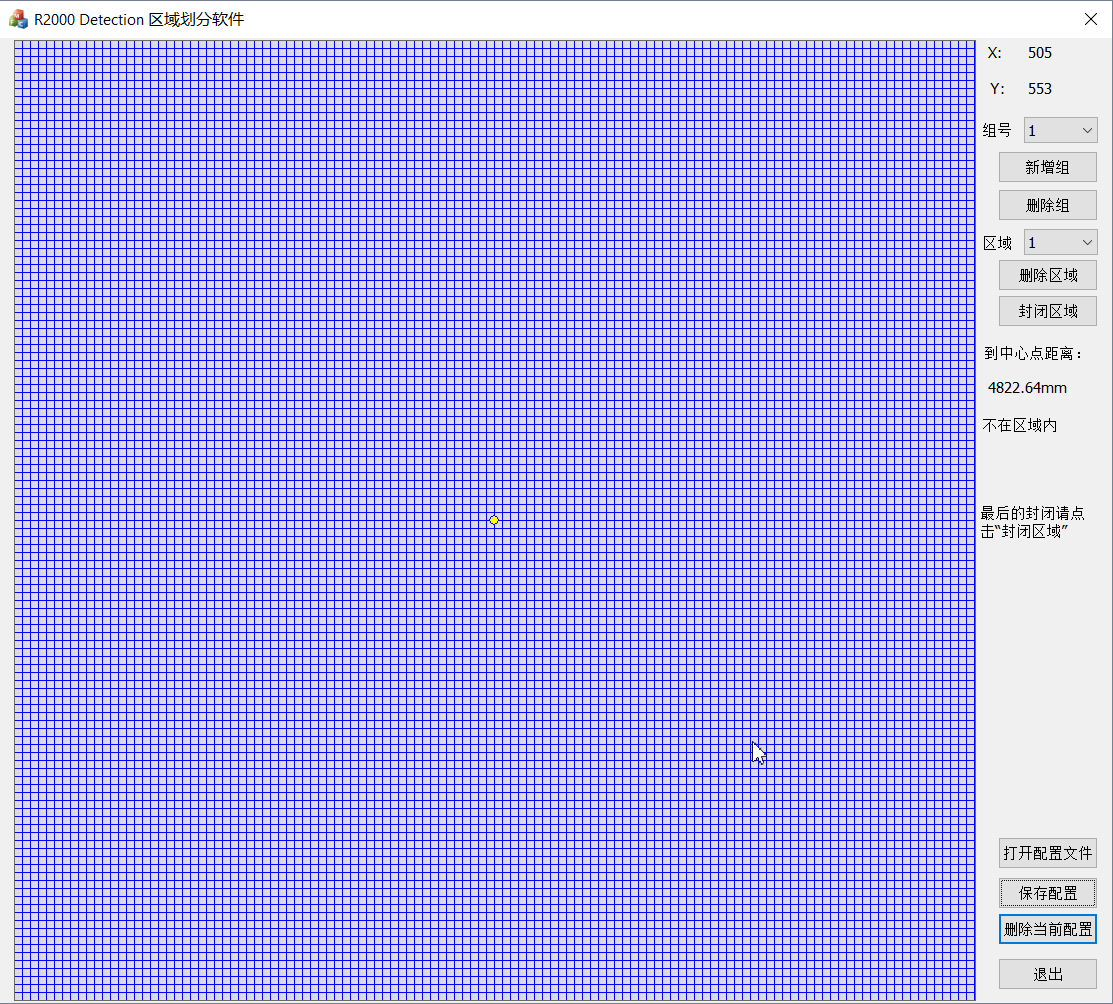 R2000 Detection 区域划分软件
X: 505
Y: 553
组号 1
新增组
删除组
区域 1
删除区域
封闭区域
到中心点距离：
4822.64mm
不在区域内
最后的封闭请点
击“封闭区域”
打开配置文件
保存配置
删除当前配置
退出